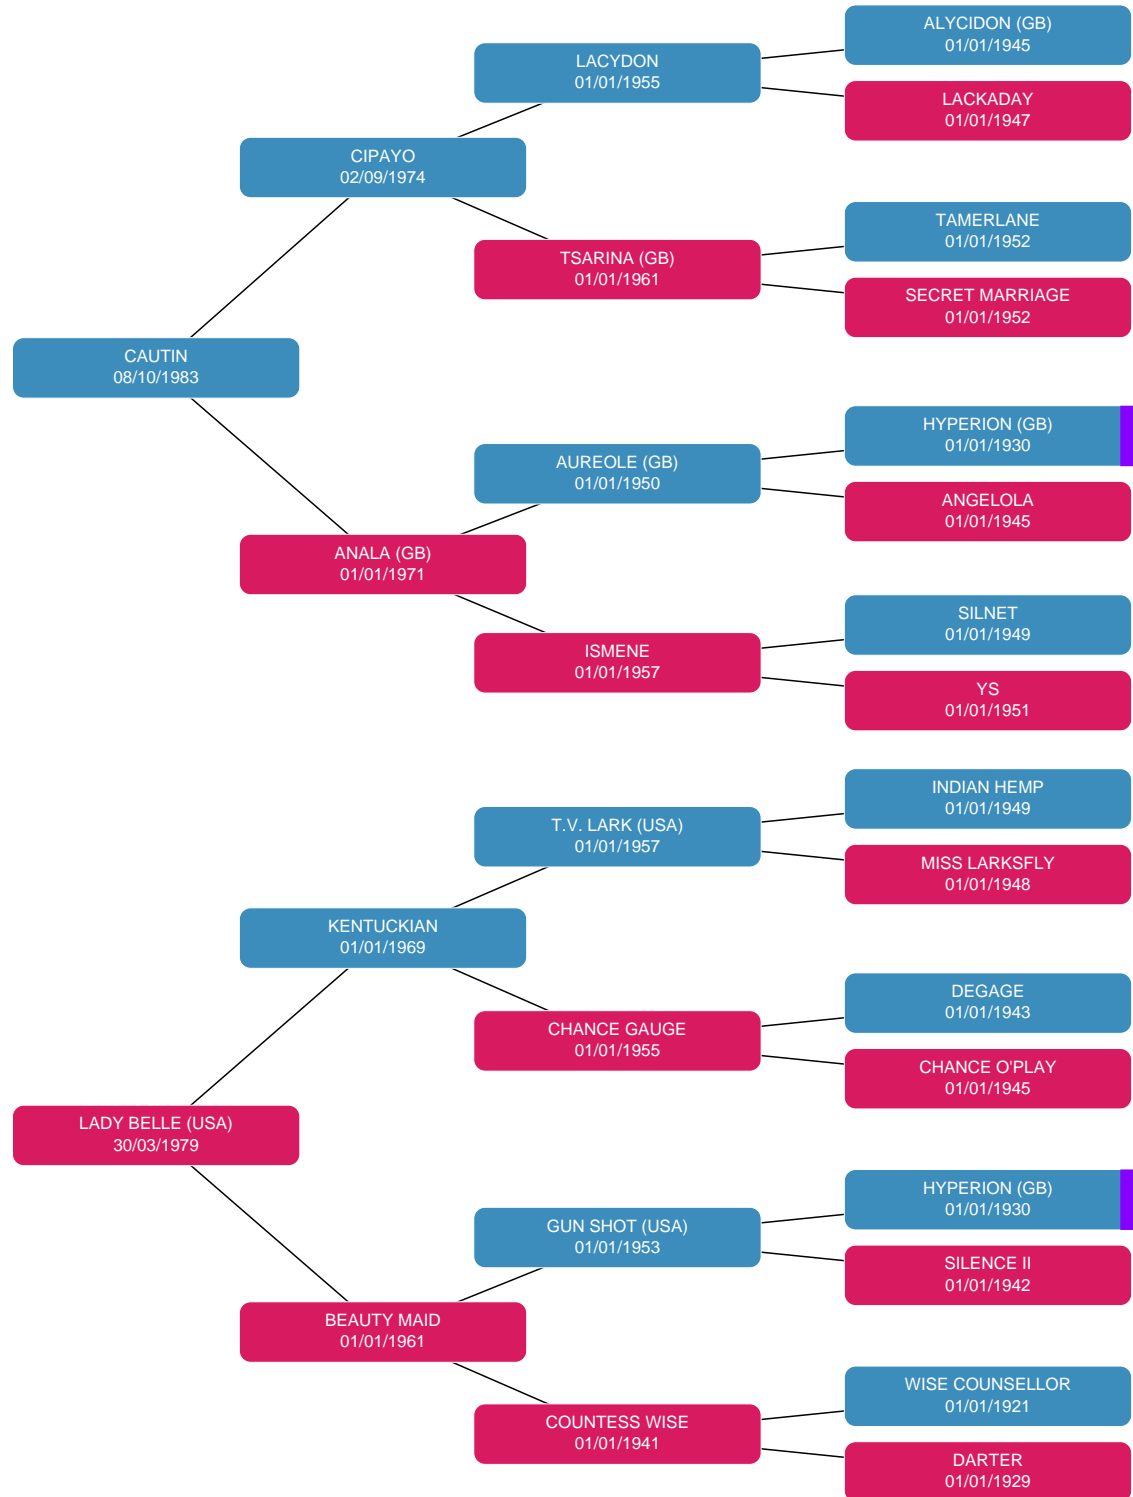 ALYCIDON (GB)
01/01/1945
LACYDON
01/01/1955
LACKADAY
01/01/1947
CIPAYO
02/09/1974
TAMERLANE
01/01/1952
TSARINA (GB)
01/01/1961
SECRET MARRIAGE
01/01/1952
CAUTIN
08/10/1983
HYPERION (GB)
01/01/1930
AUREOLE (GB)
01/01/1950
ANGELOLA
01/01/1945
ANALA (GB)
01/01/1971
SILNET
01/01/1949
ISMENE
01/01/1957
YS
01/01/1951
INDIAN HEMP
01/01/1949
T.V. LARK (USA)
01/01/1957
MISS LARKSFLY
01/01/1948
KENTUCKIAN
01/01/1969
DEGAGE
01/01/1943
CHANCE GAUGE
01/01/1955
CHANCE O'PLAY
01/01/1945
LADY BELLE (USA)
30/03/1979
HYPERION (GB)
01/01/1930
GUN SHOT (USA)
01/01/1953
SILENCE II
01/01/1942
BEAUTY MAID
01/01/1961
WISE COUNSELLOR
01/01/1921
COUNTESS WISE
01/01/1941
DARTER
01/01/1929